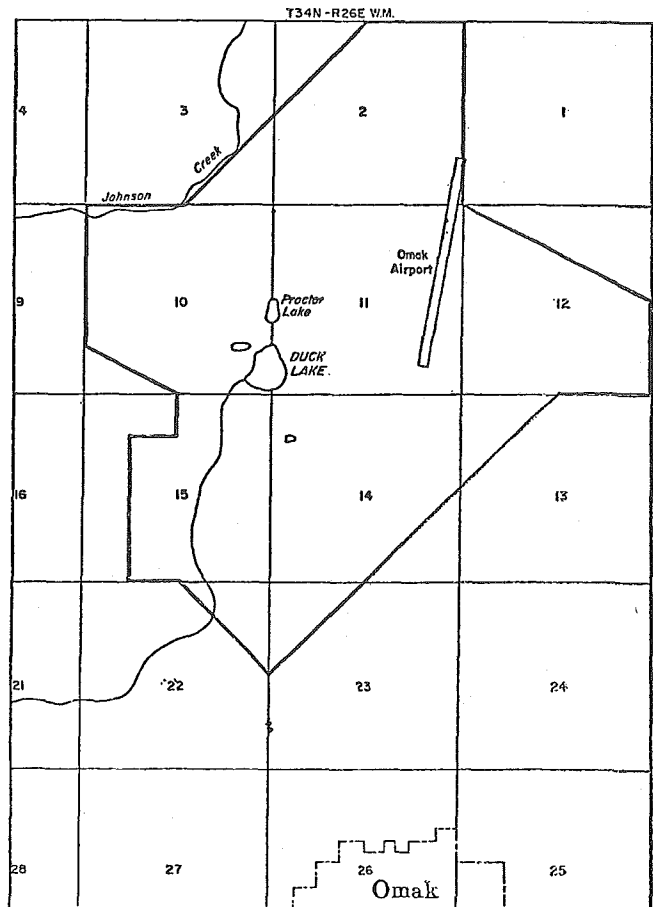 T34N-R26E W.M.
4
3
2
1
Creek
Johnson
Omak
Airport
9
10
Proctor
Lake
11
12
DUCK
LAKE.
16
15
14
13
21
22
23
24
28
27
26
25
Omak